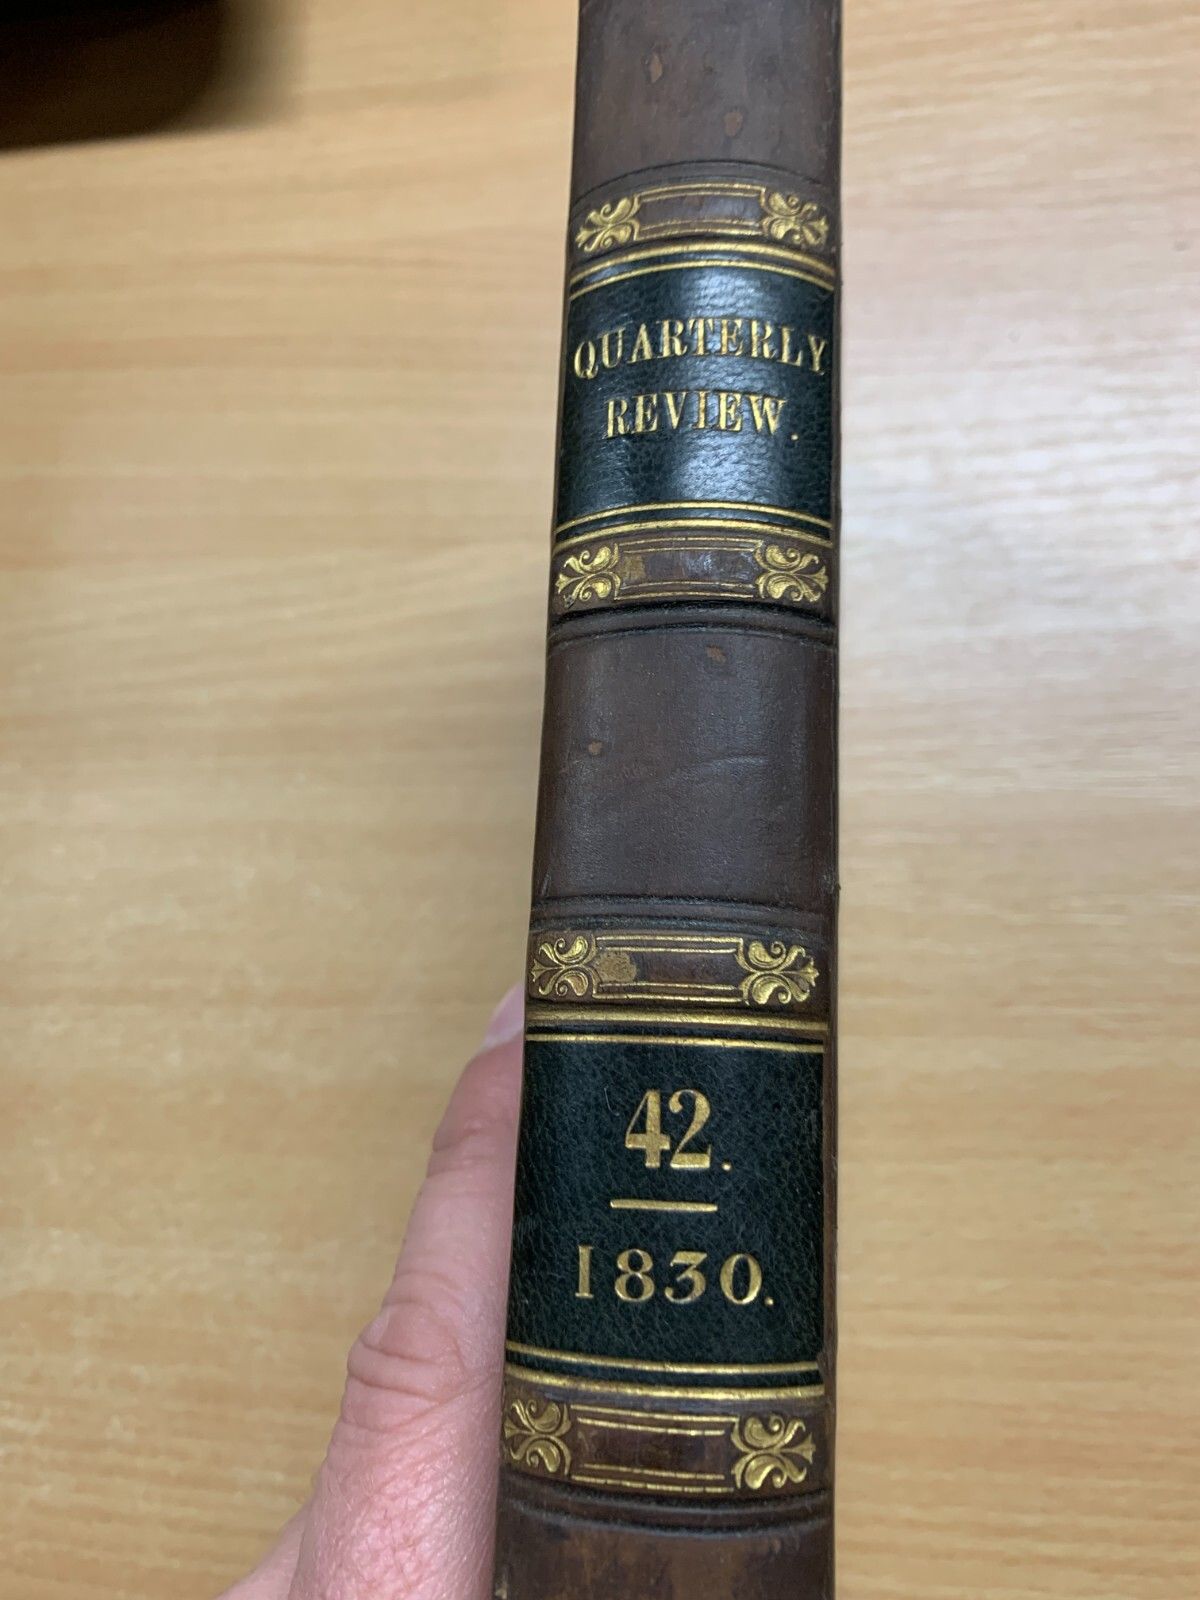 QUARTERLY
REVIEW.
42.
1830.